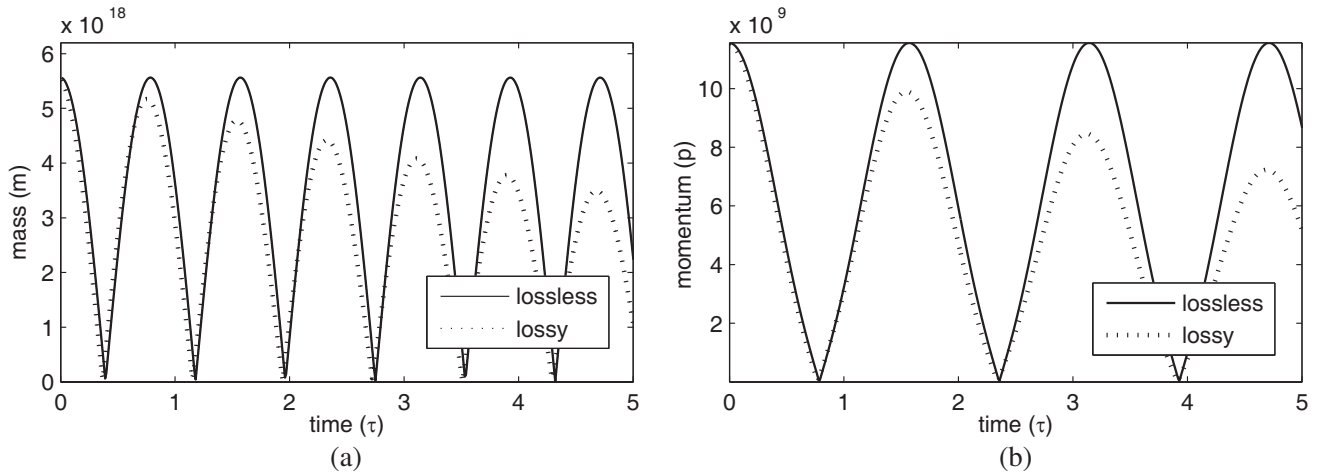 x 10 18
6
5
4
3
2
1
0
mass (m)
0 1 2 3 4 5
time (τ)
lossless
lossy
(a)
x 10 9
10
8
6
4
2
momentum (p)
0 1 2 3 4 5
time (τ)
lossless
lossy
(b)